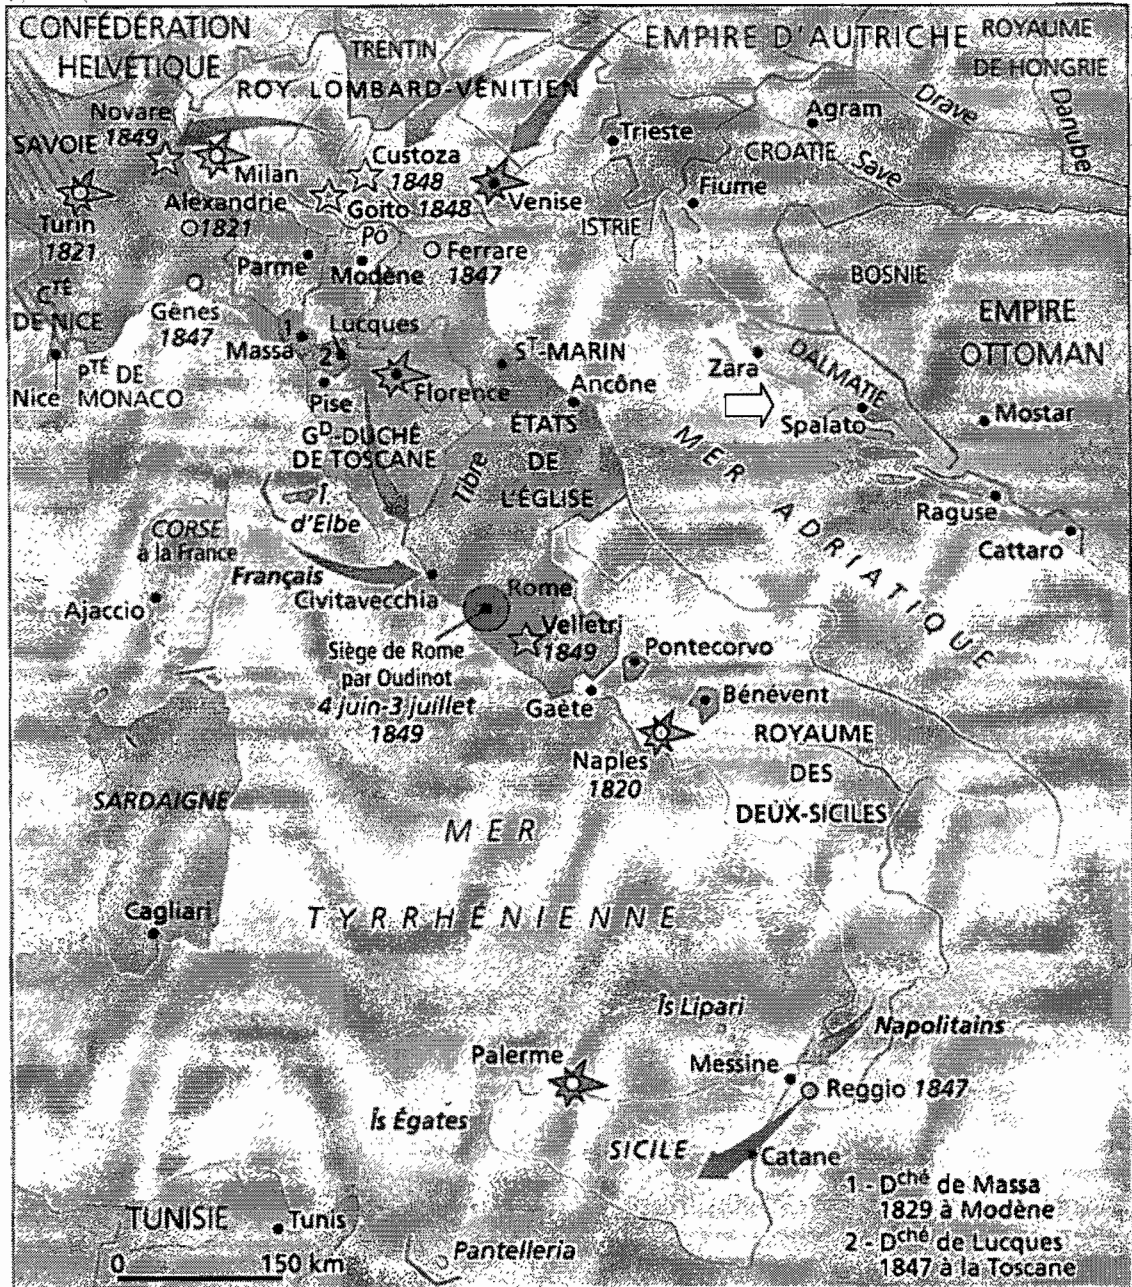 CONFÉDÉRATION
HELVÉTIQUE
TRENTIN
EMPIRE D'AUTRICHE
ROYAUME
DE HONGRIE
ROY. LOMBARD-VÉNITIEN
Novare
1849
SAVOIE
Milan
Custoza
1848
Goito 1848
Venise
Trieste
Agram
Drave
Danube
CROATIE
Save
Fiume
ISTRIE
Turin
1821
Alexandrie
1821
Pô
Parme
Modène
Ferrare
1847
BOSNIE
EMPIRE
OTTOMAN
CTÉ
DE NICE
Gênes
1847
1
Massa
Lucques
2
Nice
PTÉ DE
MONACO
Pise
Florence
ST-MARIN
Ancône
Zara
DALMATIE
Spalato
Mostar
GD-DUCHÉ
DE TOSCANE
Tibre
ÉTATS
DE
L'ÉGLISE
MER ADRIATIQUE
Raguse
Cattaro
Î.
d'Elbe
CORSE
à la France
Ajaccio
Français
Civitavecchia
Rome
Velletri
1849
Siège de Rome
par Oudinot
4 juin-3 juillet
1849
Pontecorvo
Gaète
Bénévent
Naples
1820
ROYAUME
DES
DEUX-SICILES
SARDAIGNE
Cagliari
MER
TYRRHÉNIENNE
Îs Lipari
Napolitains
Palerme
Messine
Reggio 1847
Îs Égates
SICILE
Catane
TUNISIE
Tunis
Pantelleria
0 150 km
1 - Dché de Massa
1829 à Modène
2 - Dché de Lucques
1847 à la Toscane